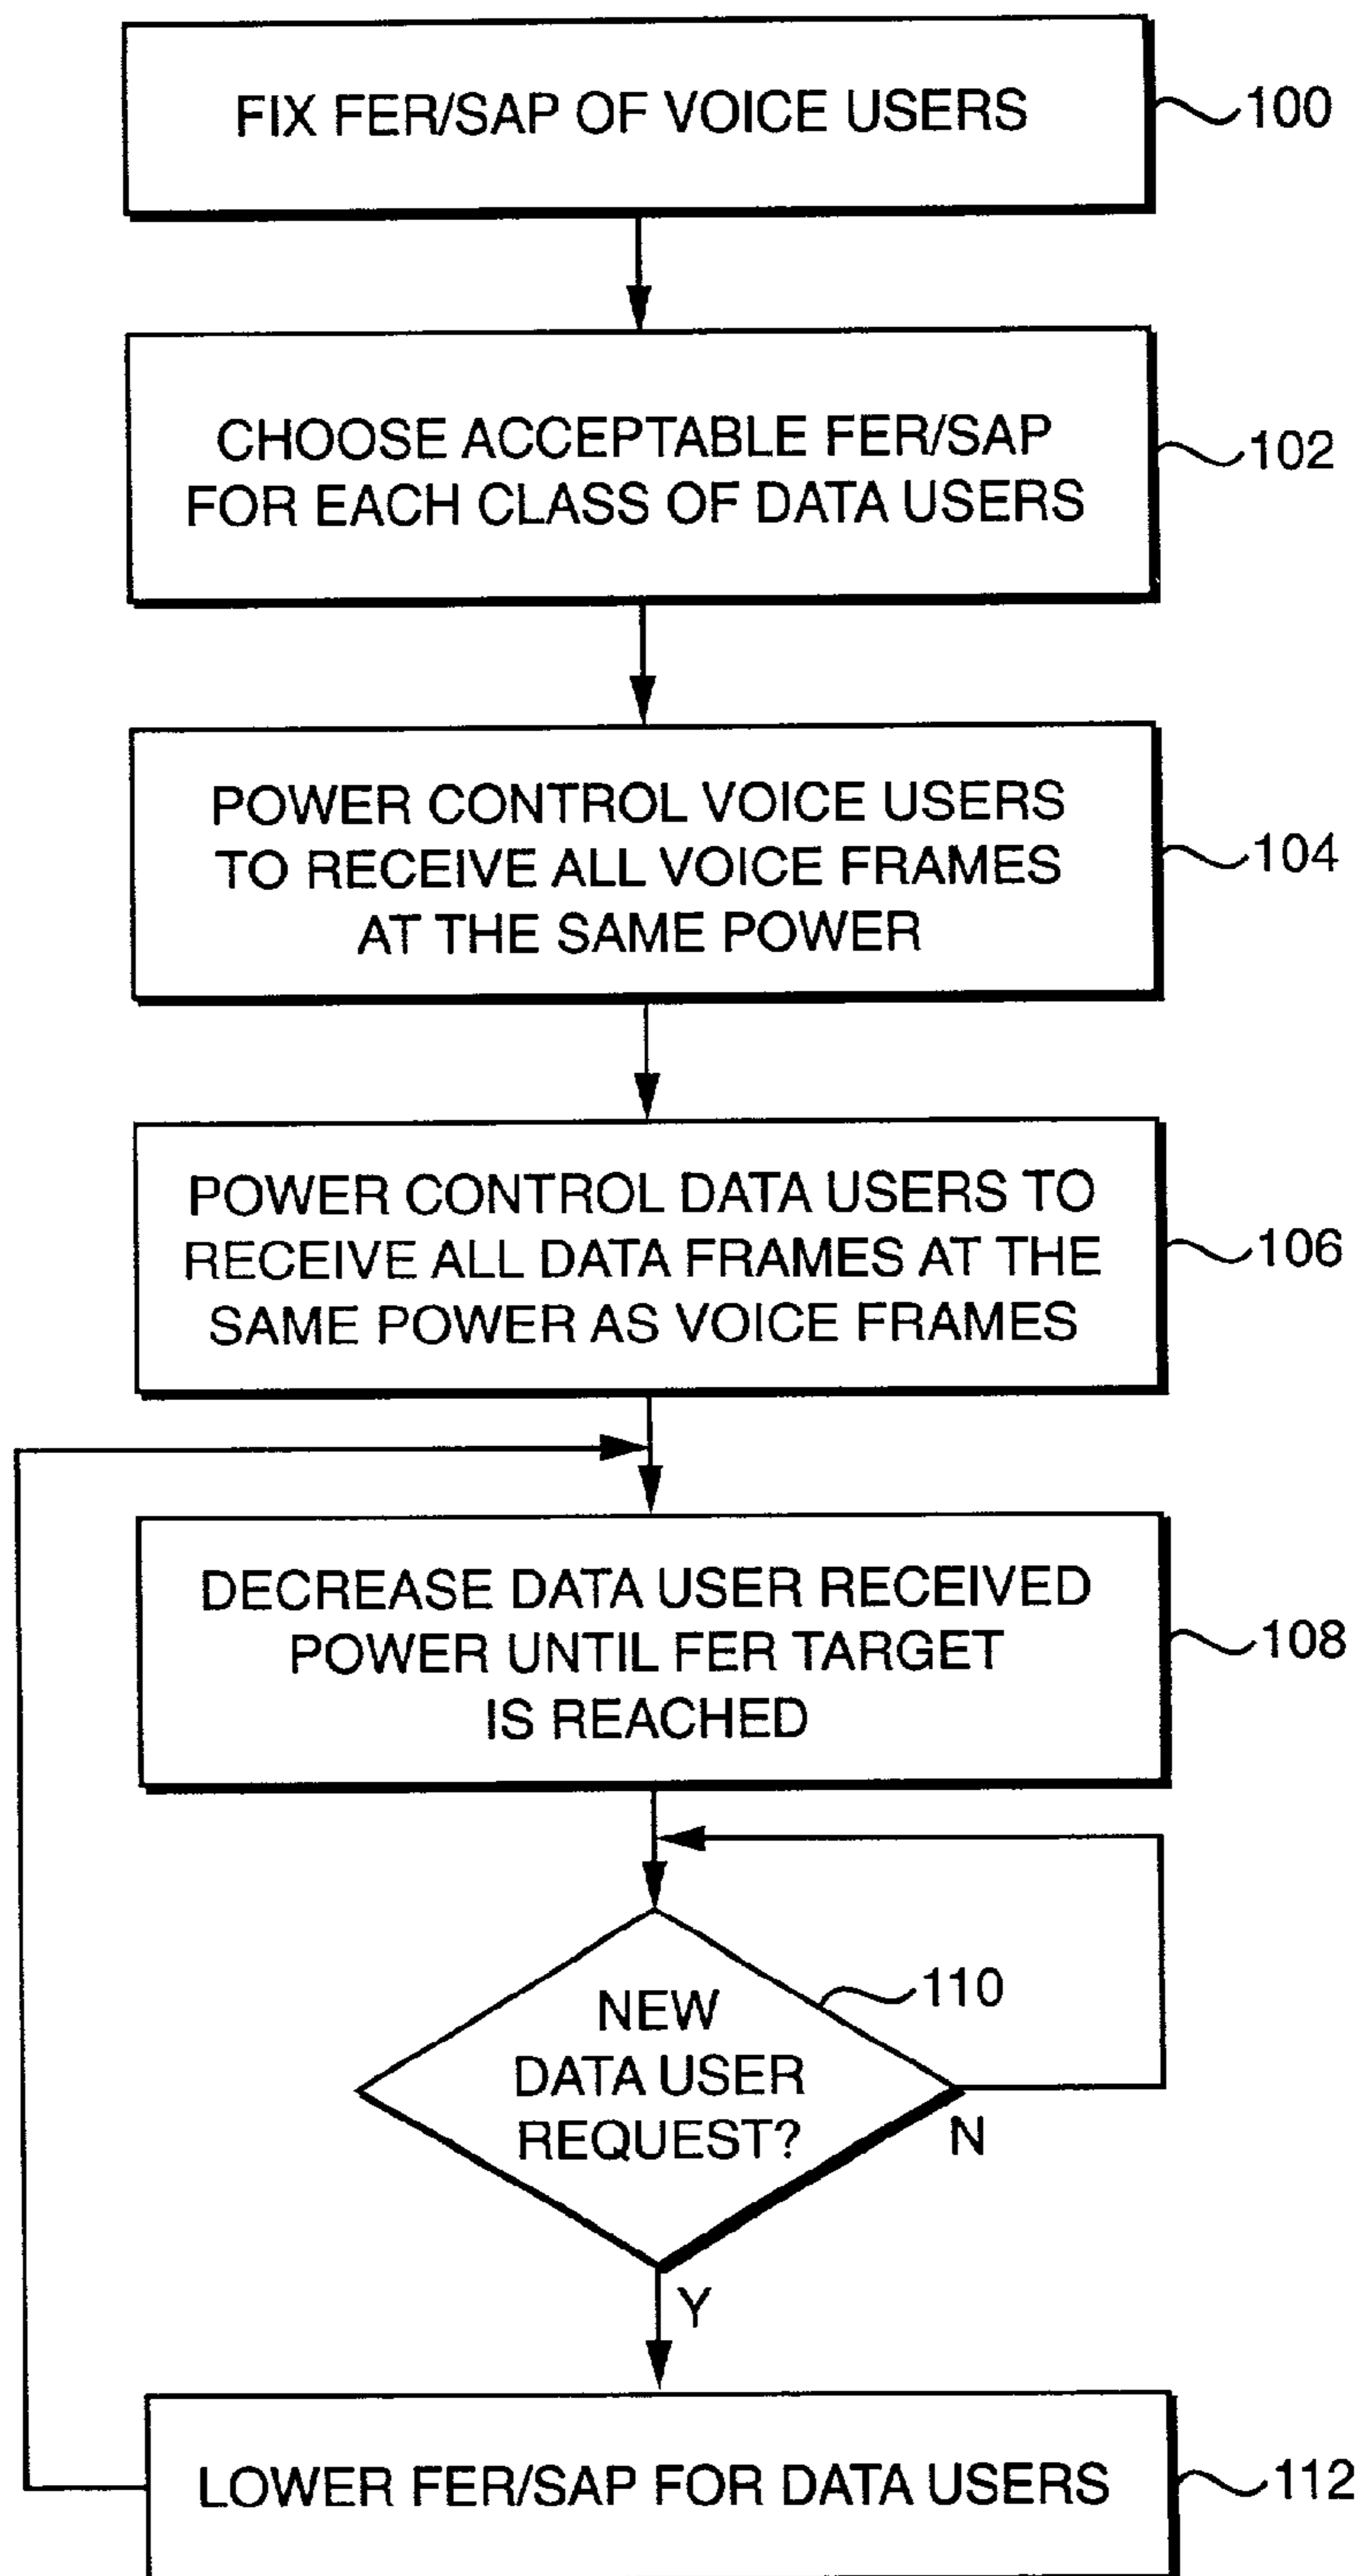 FIX FER/SAP OF VOICE USERS
100
CHOOSE ACCEPTABLE FER/SAP
FOR EACH CLASS OF DATA USERS
102
POWER CONTROL VOICE USERS
TO RECEIVE ALL VOICE FRAMES
AT THE SAME POWER
104
POWER CONTROL DATA USERS TO
RECEIVE ALL DATA FRAMES AT THE
SAME POWER AS VOICE FRAMES
106
DECREASE DATA USER RECEIVED
POWER UNTIL FER TARGET
IS REACHED
108
NEW
DATA USER
REQUEST?
110
N
Y
LOWER FER/SAP FOR DATA USERS
112